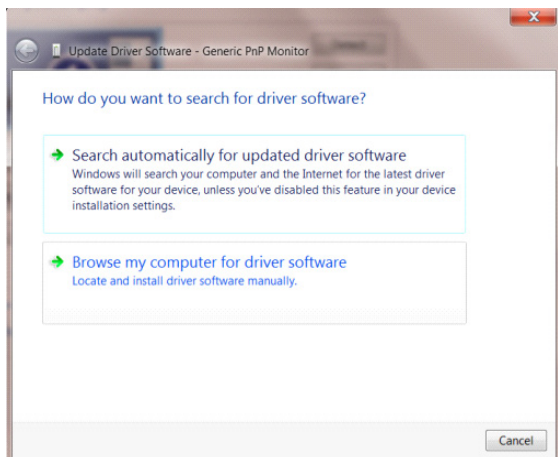 Update Driver Software - Generic PnP Monitor
How do you want to search for driver software?
Search automatically for updated driver software
Windows will search your computer and the Internet for the latest driver
software for your device, unless you've disabled this feature in your device
installation settings.
Browse my computer for driver software
Locate and install driver software manually.
Cancel